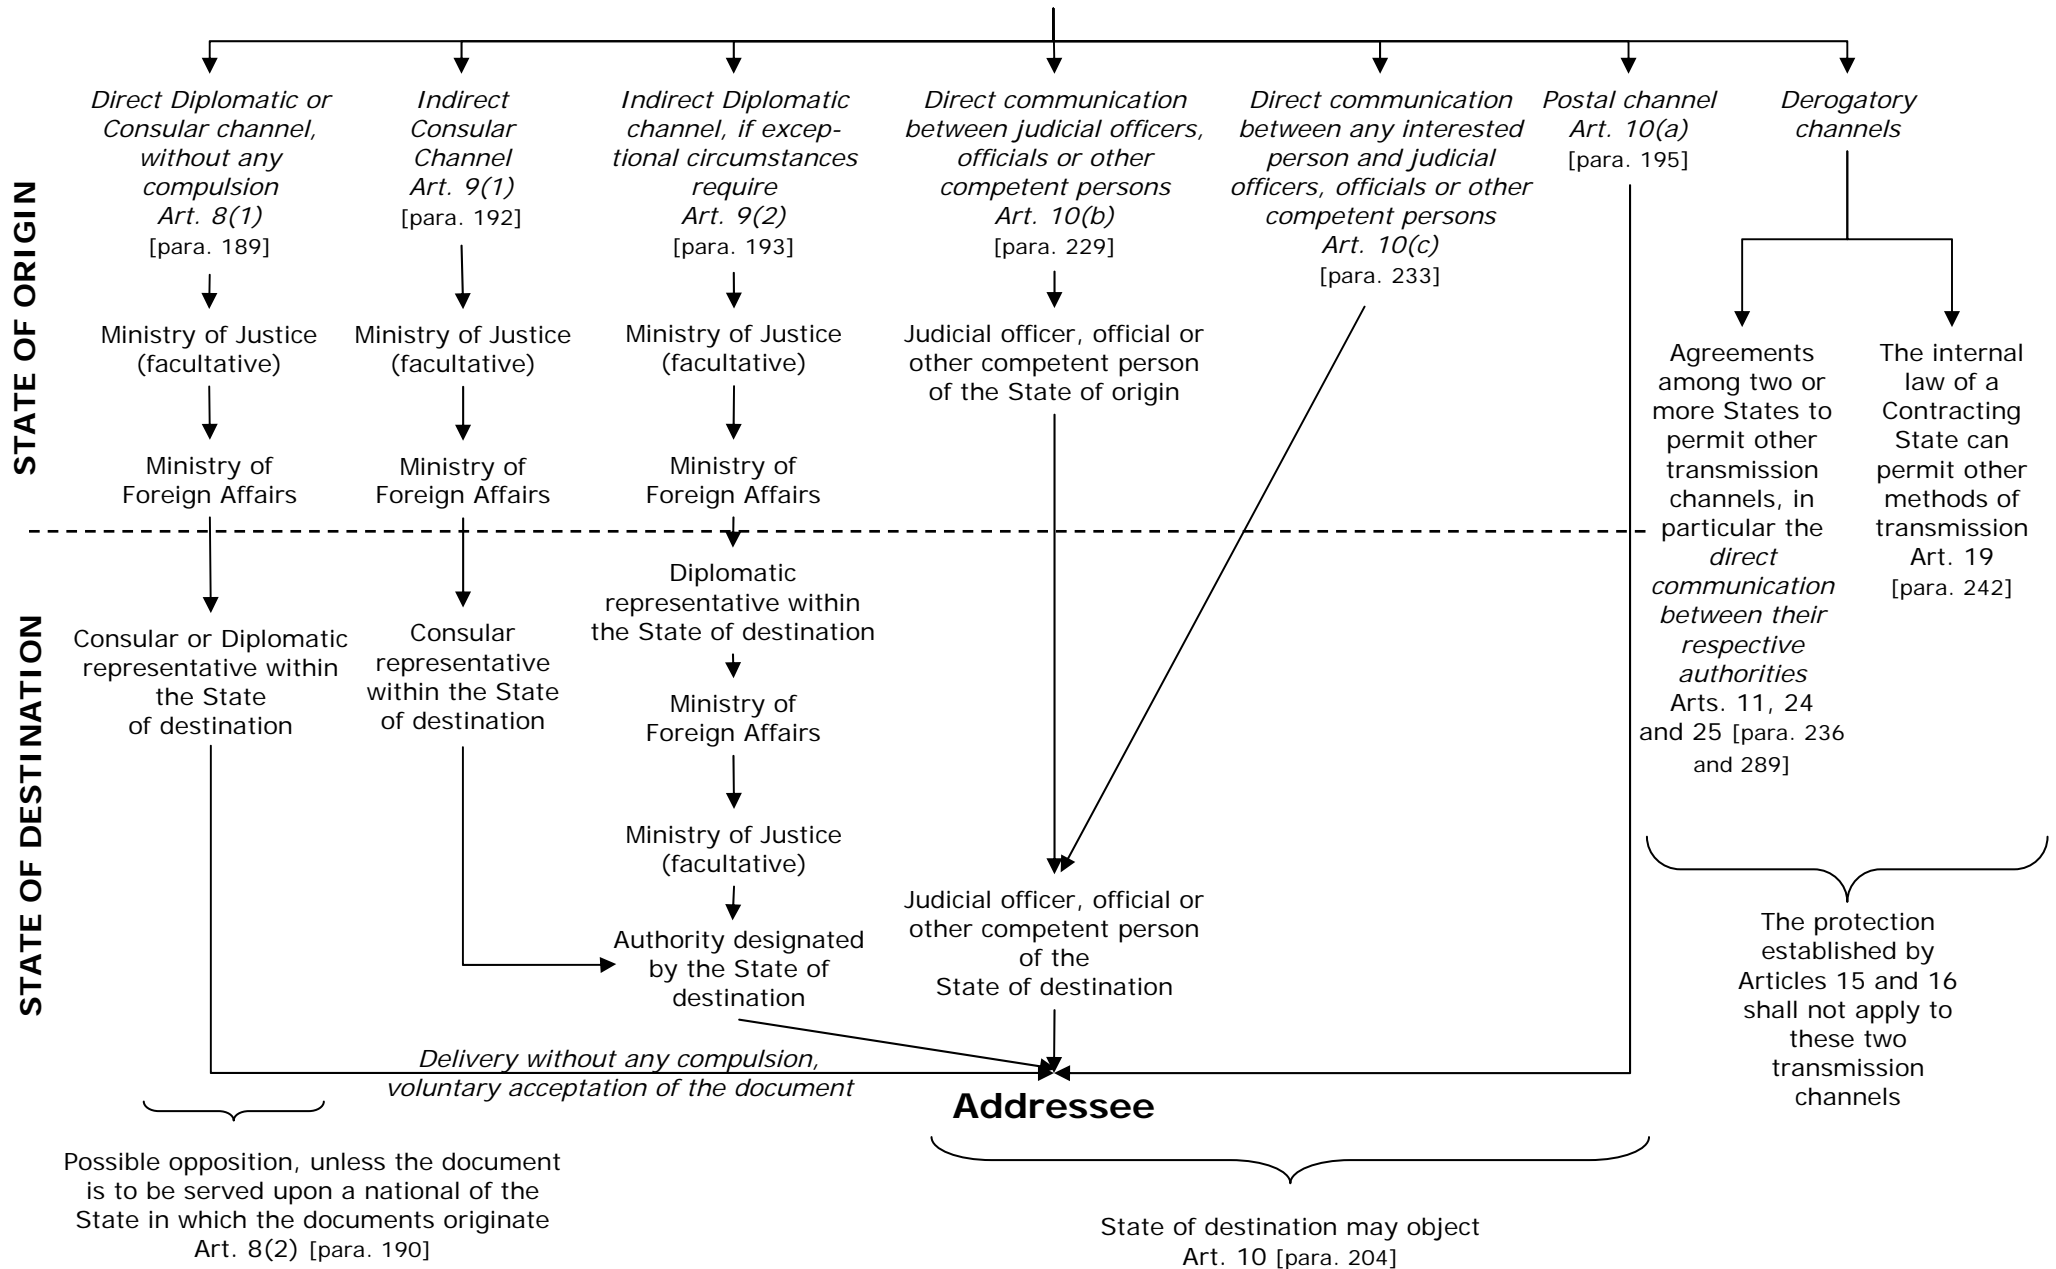 STATE OF ORIGIN
STATE OF DESTINATION
Direct Diplomatic or
Consular channel,
without any
compulsion
Art. 8(1)
[para. 189]
Ministry of Justice
(facultative)
Ministry of
Foreign Affairs
Consular or Diplomatic
representative within
the State
of destination
Indirect
Consular
Channel
Art. 9(1)
[para. 192]
Ministry of Justice
(facultative)
Ministry of
Foreign Affairs
Consular
representative
within the State
of destination
Indirect Diplomatic
channel, if excep-
tional circumstances
require
Art. 9(2)
[para. 193]
Ministry of Justice
(facultative)
Ministry of
Foreign Affairs
Diplomatic
representative within
the State of destination
Ministry of
Foreign Affairs
Ministry of Justice
(facultative)
Authority designated
by the State of
destination
Direct communication
between judicial officers,
officials or other
competent persons
Art. 10(b)
[para. 229]
Judicial officer, official or
other competent person
of the State of origin
Judicial officer, official or
other competent person
of the
State of destination
Direct communication
between any interested
person and judicial
officers, officials or other
competent persons
Art. 10(c)
[para. 233]
Postal channel
Art. 10(a)
[para. 195]
Derogatory
channels
Agreements
among two or
more States to
permit other
transmission
channels, in
particular the
direct
communication
between their
respective
authorities
Arts. 11, 24
and 25 [para. 236
and 289]
The internal
law of a
Contracting
State can
permit other
methods of
transmission
Art. 19
[para. 242]
The protection
established by
Articles 15 and 16
shall not apply to
these two
transmission
channels
Delivery without any compulsion,
voluntary acceptation of the document
Addressee
Possible opposition, unless the document
is to be served upon a national of the
State in which the documents originate
Art. 8(2) [para. 190]
State of destination may object
Art. 10 [para. 204]